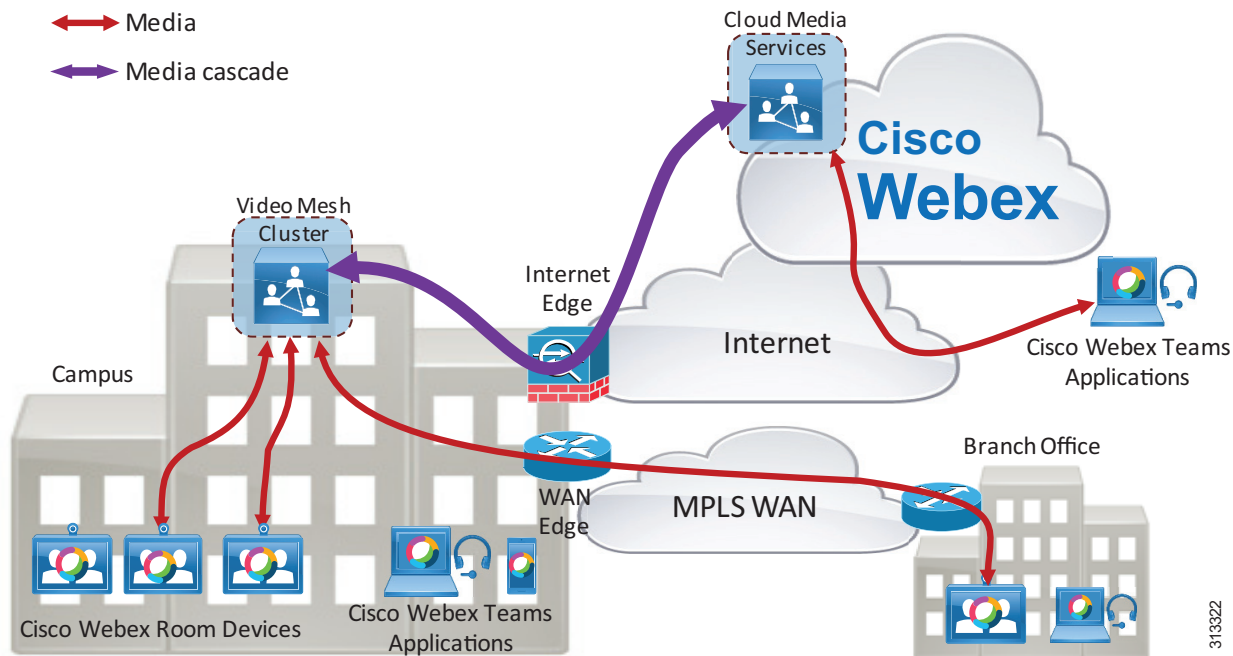 Media
Media cascade
Cloud Media
Services
Cisco
Webex
Video Mesh
Cluster
Internet
Edge
Internet
Cisco Webex Teams
Applications
Campus
Branch Office
WAN
Edge
MPLS WAN
Cisco Webex Room Devices
Cisco Webex Teams
Applications
313322